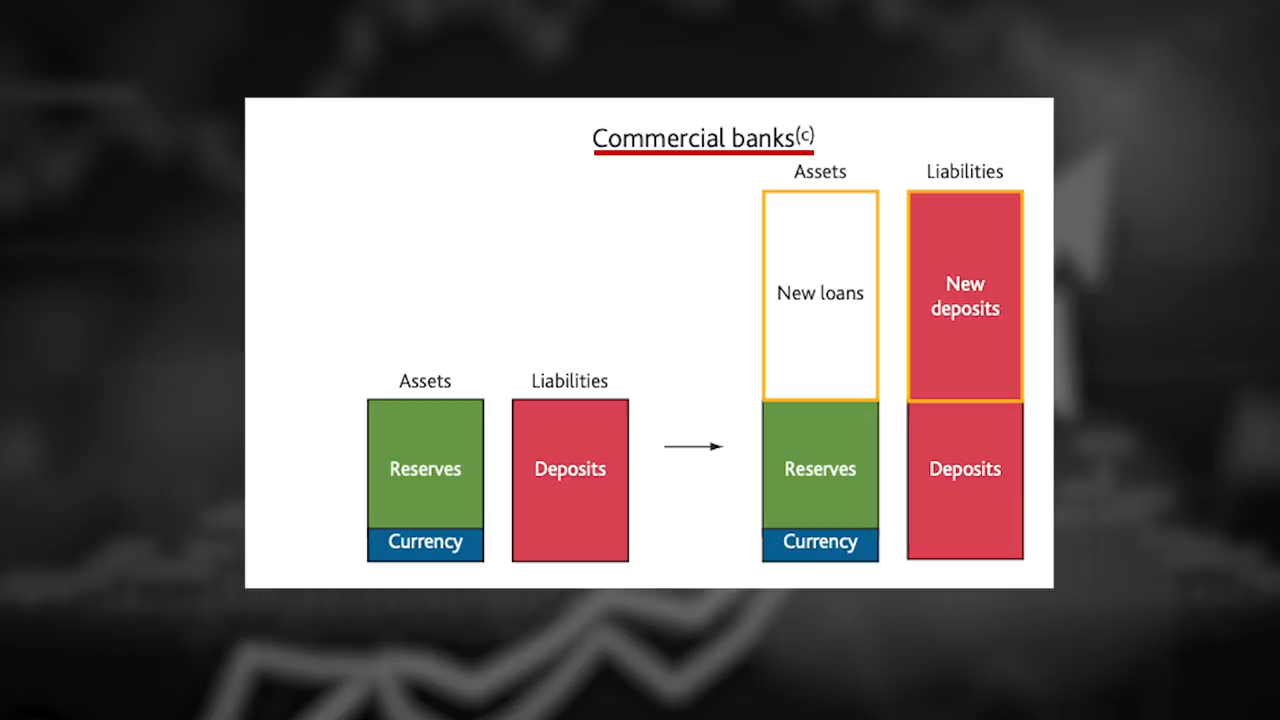 Commercial banks(c)
Assets
Liabilities
New loans
New
deposits
Assets
Liabilities
Reserves
Deposits
Reserves
Deposits
Currency
Currency